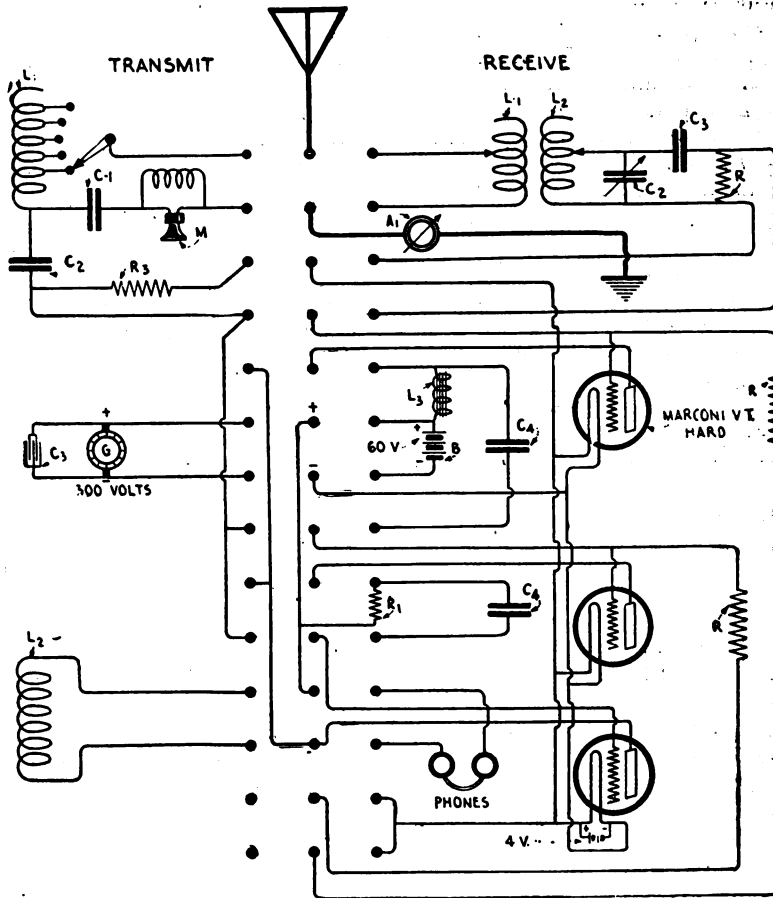 TRANSMIT
RECEIVE
L
L1
L2
C3
C-1
C2
R
M
A1
C2
R3
L3
+
+
C4
R
MARCONI V T
HARD
60 V
+
-
B
C3
G
-
300 VOLTS
-
R1
C4
R
L2-
PHONES
4 V.
+
-